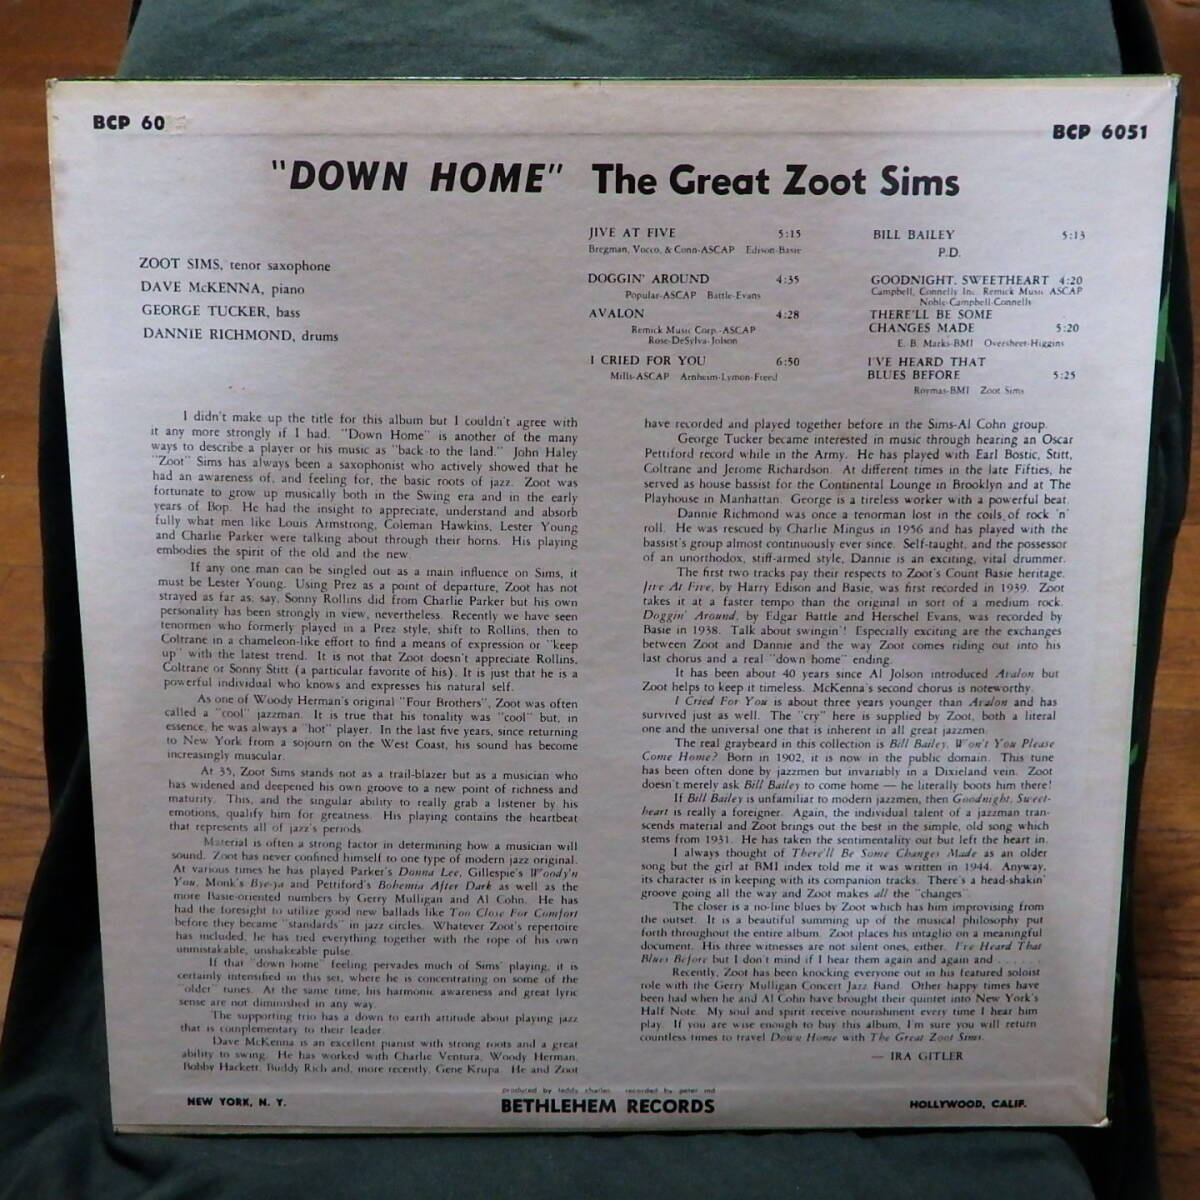 BCP 60
BCP 6051
"DOWN HOME" The Great Zoot Sims
ZOOT SIMS, tenor saxophone
DAVE McKENNA, piano
GEORGE TUCKER, bass
DANNIE RICHMOND, drums
JIVE AT FIVE 5:15
Bregman, Vocco, & Conn-ASCAP Edison-Basie
DOGGIN' AROUND 4:35
Popular-ASCAP Battle-Evans
AVALON 4:28
Remick Music Corp.-ASCAP
Rose-DeSylva-Jolson
I CRIED FOR YOU 6:50
Mills-ASCAP Arnheim-Lymon-Freed
BILL BAILEY 5:13
P.D.
GOODNIGHT, SWEETHEART 4:20
Campbell, Connelly Inc. Remick Music ASCAP
Noble-Campbell-Connells
THERE'LL BE SOME
CHANGES MADE 5:20
E. B. Marks-BMI Oversheet-Higgins
I'VE HEARD THAT
BLUES BEFORE 5:25
Roymas-BMI Zoot Sims
I didn't make up the title for this album but I couldn't agree with
it any more strongly if I had. "Down Home" is another of the many
ways to describe a player or his music as "back to the land." John Haley
"Zoot" Sims has always been a saxophonist who actively showed that he
had an awareness of, and feeling for, the basic roots of jazz. Zoot was
fortunate to grow up musically both in the Swing era and in the early
years of Bop. He had the insight to appreciate, understand and absorb
fully what men like Louis Armstrong, Coleman Hawkins, Lester Young
and Charlie Parker were talking about through their horns. His playing
embodies the spirit of the old and the new.
If any one man can be singled out as a main influence on Sims, it
must be Lester Young. Using Prez as a point of departure, Zoot has not
strayed as far as, say, Sonny Rollins did from Charlie Parker but his own
personality has been strongly in view, nevertheless. Recently we have seen
tenormen who formerly played in a Prez style, shift to Rollins, then to
Coltrane in a chameleon-like effort to find a means of expression or "keep
up" with the latest trend. It is not that Zoot doesn't appreciate Rollins,
Coltrane or Sonny Stitt (a particular favorite of his). It is just that he is a
powerful individual who knows and expresses his natural self.
As one of Woody Herman's original "Four Brothers", Zoot was often
called a "cool" jazzman. It is true that his tonality was "cool" but, in
essence, he was always a "hot" player. In the last five years, since returning
to New York from a sojourn on the West Coast, his sound has become
increasingly muscular.
At 35, Zoot Sims stands not as a trail-blazer but as a musician who
has widened and deepened his own groove to a new point of richness and
maturity. This, and the singular ability to really grab a listener by his
emotions, qualify him for greatness. His playing contains the heartbeat
that represents all of jazz's periods.
Material is often a strong factor in determining how a musician will
sound. Zoot has never confined himself to one type of modern jazz original.
At various times he has played Parker's Donna Lee, Gillespie's Woody'n
You, Monk's Bye-ya and Pettiford's Bohemia After Dark as well as the
more Basie-oriented numbers by Gerry Mulligan and Al Cohn. He has
had the foresight to utilize good new ballads like Too Close For Comfort
before they became "standards" in jazz circles. Whatever Zoot's repertoire
has included, he has tied everything together with the rope of his own
unmistakable, unshakeable pulse.
If that "down home" feeling pervades much of Sims' playing, it is
certainly intensified in this set, where he is concentrating on some of the
"older" tunes. At the same time, his harmonic awareness and great lyric
sense are not diminished in any way.
The supporting trio has a down to earth attitude about playing jazz
that is complementary to their leader.
Dave McKenna is an excellent pianist with strong roots and a great
ability to swing. He has worked with Charlie Ventura, Woody Herman,
Bobby Hackett, Buddy Rich and, more recently, Gene Krupa. He and Zoot
have recorded and played together before in the Sims-Al Cohn group.
George Tucker became interested in music through hearing an Oscar
Pettiford record while in the Army. He has played with Earl Bostic, Stitt,
Coltrane and Jerome Richardson. At different times in the late Fifties, he
served as house bassist for the Continental Lounge in Brooklyn and at The
Playhouse in Manhattan. George is a tireless worker with a powerful beat.
Dannie Richmond was once a tenorman lost in the coils of rock 'n'
roll. He was rescued by Charlie Mingus in 1956 and has played with the
bassist's group almost continuously ever since. Self-taught, and the possessor
of an unorthodox, stiff-armed style, Dannie is an exciting, vital drummer.
The first two tracks pay their respects to Zoot's Count Basie heritage.
Jive At Five, by Harry Edison and Basie, was first recorded in 1939. Zoot
takes it at a faster tempo than the original in sort of a medium rock.
Doggin' Around, by Edgar Battle and Herschel Evans, was recorded by
Basie in 1938. Talk about swingin'! Especially exciting are the exchanges
between Zoot and Dannie and the way Zoot comes riding out into his
last chorus and a real "down home" ending.
It has been about 40 years since Al Jolson introduced Avalon but
Zoot helps to keep it timeless. McKenna's second chorus is noteworthy.
I Cried For You is about three years younger than Avalon and has
survived just as well. The "cry" here is supplied by Zoot, both a literal
one and the universal one that is inherent in all great jazzmen.
The real graybeard in this collection is Bill Bailey, Won't You Please
Come Home? Born in 1902, it is now in the public domain. This tune
has been often done by jazzmen but invariably in a Dixieland vein. Zoot
doesn't merely ask Bill Bailey to come home — he literally boots him there!
If Bill Bailey is unfamiliar to modern jazzmen, then Goodnight, Sweet-
heart is really a foreigner. Again, the individual talent of a jazzman tran-
scends material and Zoot brings out the best in the simple, old song which
stems from 1931. He has taken the sentimentality out but left the heart in.
I always thought of There'll Be Some Changes Made as an older
song but the girl at BMI index told me it was written in 1944. Anyway,
its character is in keeping with its companion tracks. There's a head-shakin'
groove going all the way and Zoot makes all the "changes".
The closer is a no-line blues by Zoot which has him improvising from
the outset. It is a beautiful summing up of the musical philosophy put
forth throughout the entire album. Zoot places his intaglio on a meaningful
document. His three witnesses are not silent ones, either. I've Heard That
Blues Before but I don't mind if I hear them again and again and ......
Recently, Zoot has been knocking everyone out in his featured soloist
role with the Gerry Mulligan Concert Jazz Band. Other happy times have
been had when he and Al Cohn have brought their quintet into New York's
Half Note. My soul and spirit receive nourishment every time I hear him
play. If you are wise enough to buy this album, I'm sure you will return
countless times to travel Down Home with The Great Zoot Sims.
— IRA GITLER
produced by teddy charles recorded by peter ind
NEW YORK, N. Y.
BETHLEHEM RECORDS
HOLLYWOOD, CALIF.